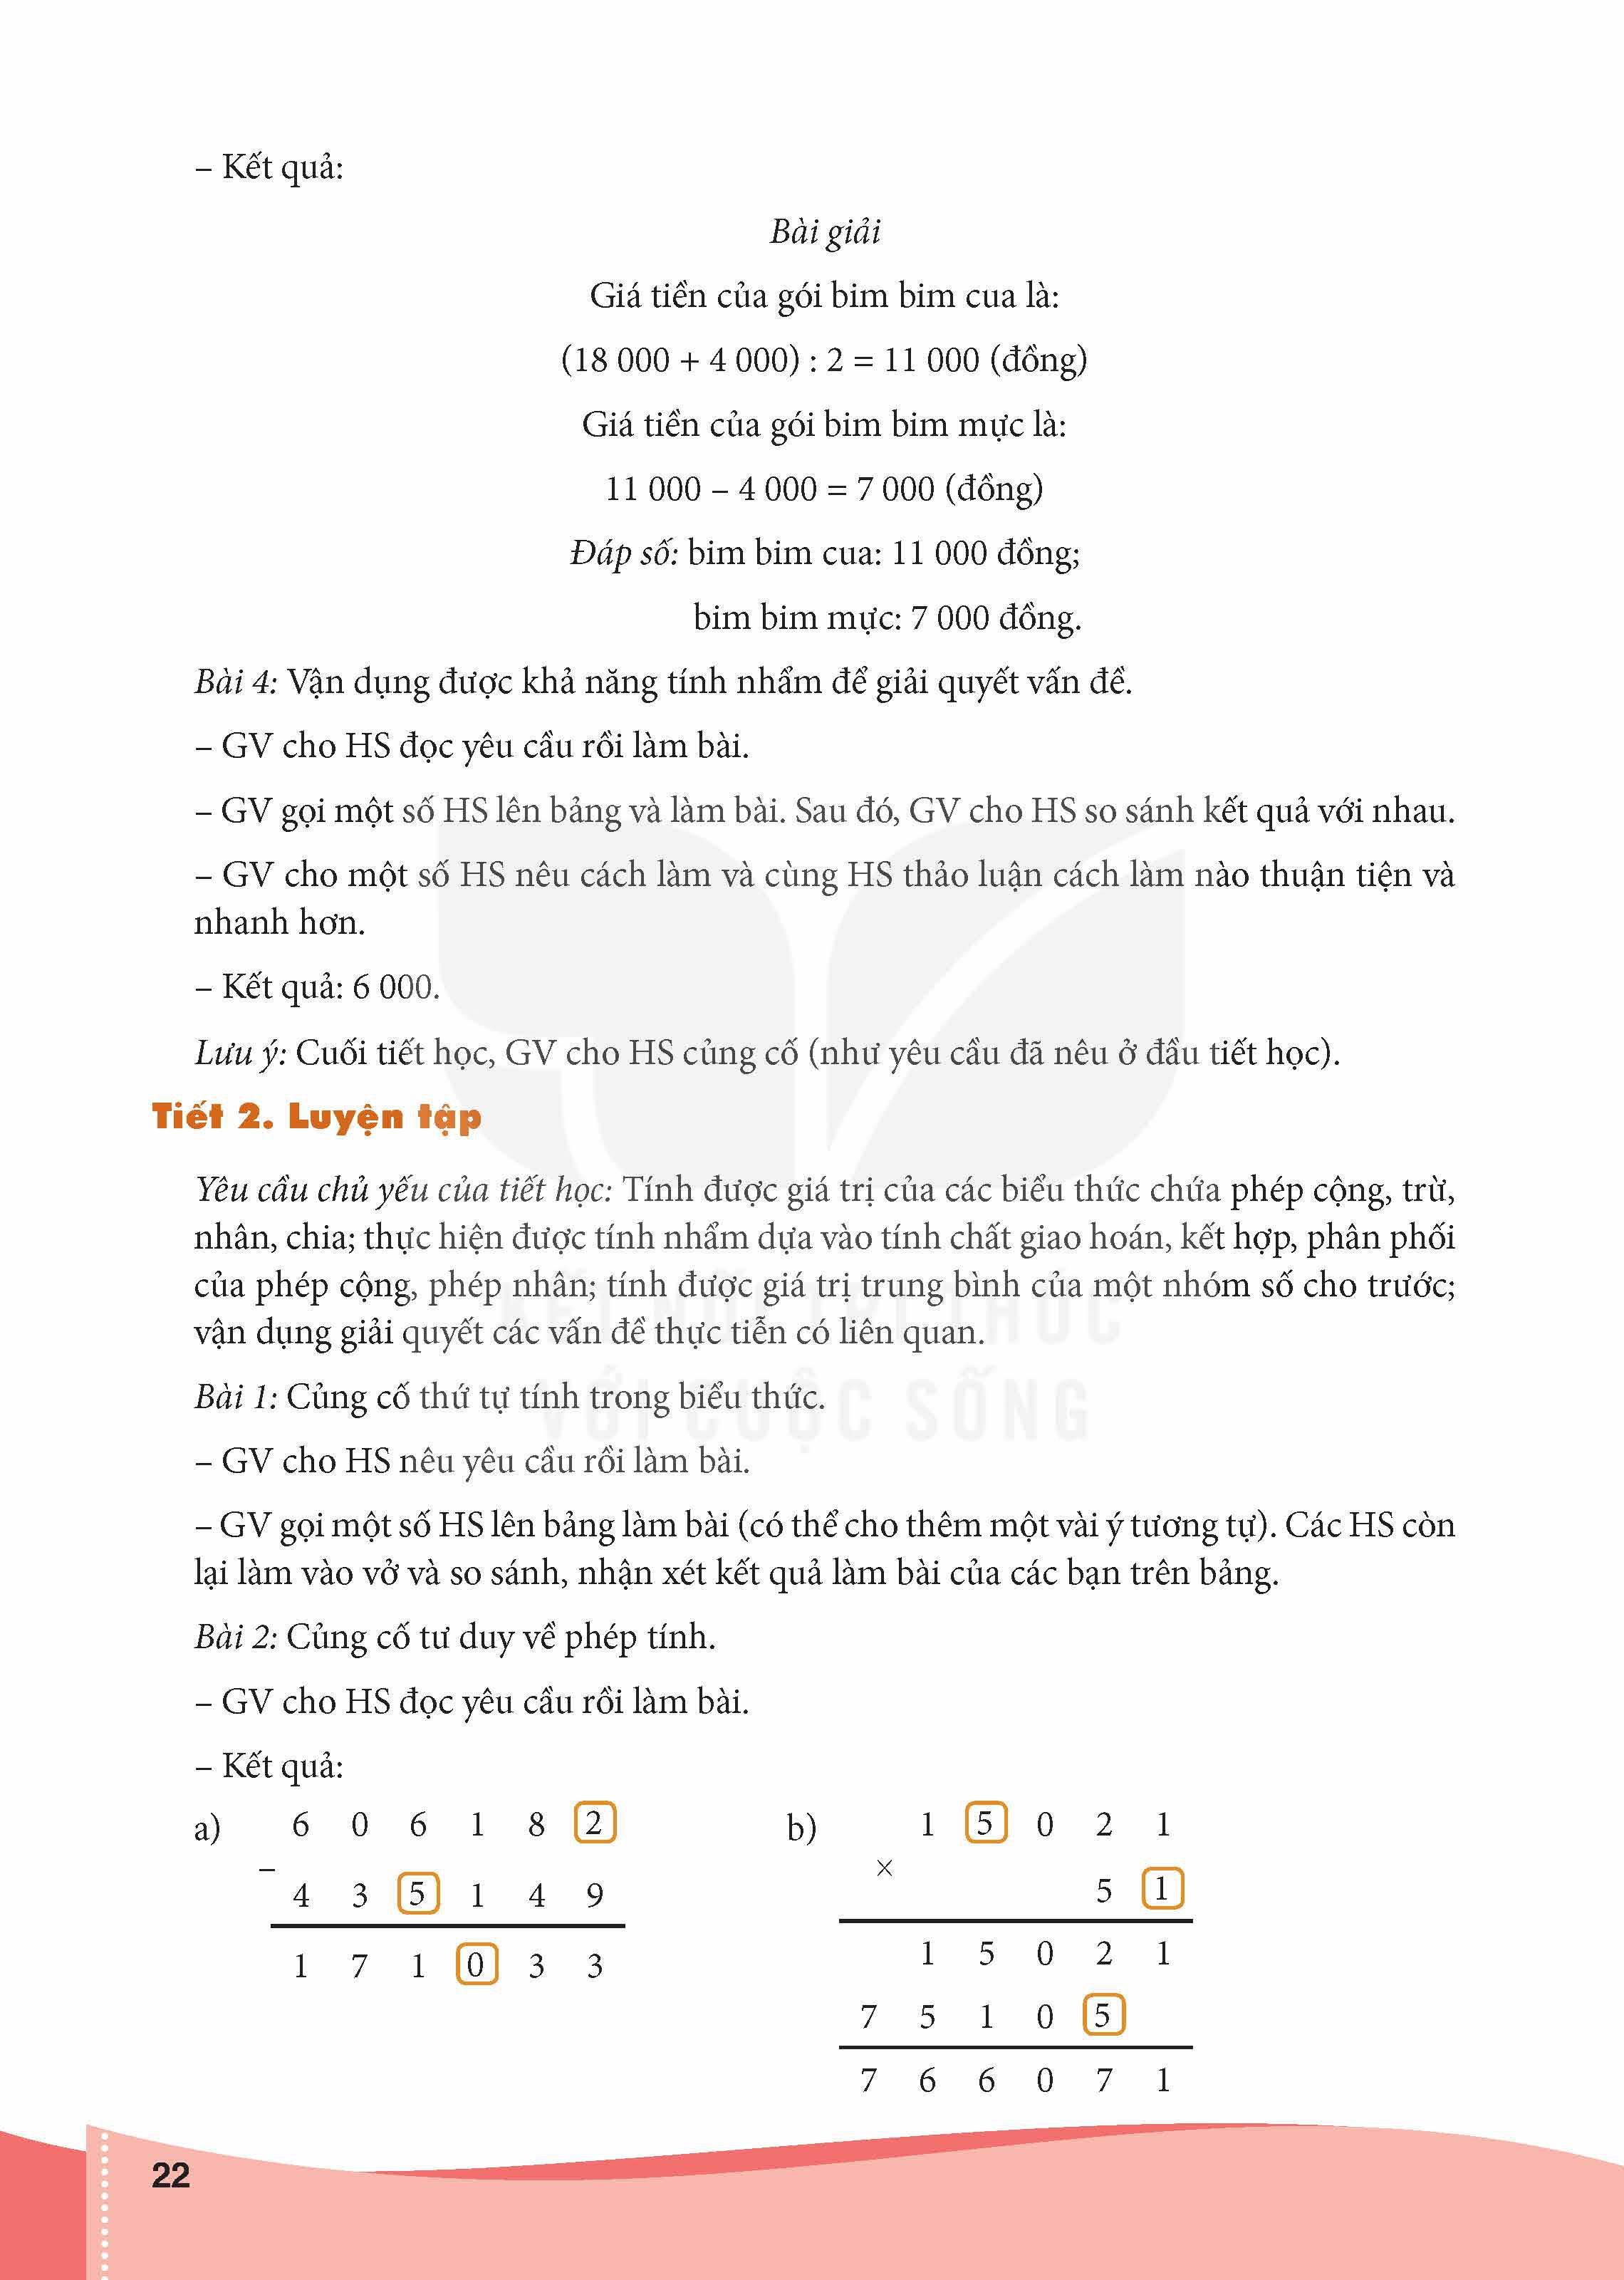 – Kết quả:
Bài giải
Giá tiền của gói bim bim cua là:
(18 000 + 4 000) : 2 = 11 000 (đồng)
Giá tiền của gói bim bim mực là:
11 000 – 4 000 = 7 000 (đồng)
Đáp số: bim bim cua: 11 000 đồng;
bim bim mực: 7 000 đồng.
Bài 4: Vận dụng được khả năng tính nhẩm để giải quyết vấn đề.
– GV cho HS đọc yêu cầu rồi làm bài.
– GV gọi một số HS lên bảng và làm bài. Sau đó, GV cho HS so sánh kết quả với nhau.
– GV cho một số HS nêu cách làm và cùng HS thảo luận cách làm nào thuận tiện và
nhanh hơn.
– Kết quả: 6 000.
Lưu ý: Cuối tiết học, GV cho HS củng cố (như yêu cầu đã nêu ở đầu tiết học).
Tiết 2. Luyện tập
Yêu cầu chủ yếu của tiết học: Tính được giá trị của các biểu thức chứa phép cộng, trừ,
nhân, chia; thực hiện được tính nhẩm dựa vào tính chất giao hoán, kết hợp, phân phối
của phép cộng, phép nhân; tính được giá trị trung bình của một nhóm số cho trước;
vận dụng giải quyết các vấn đề thực tiễn có liên quan.
KẾT NỐI TRI THỨC
VỚI CUỘC SỐNG
Bài 1: Củng cố thứ tự tính trong biểu thức.
– GV cho HS nêu yêu cầu rồi làm bài.
– GV gọi một số HS lên bảng làm bài (có thể cho thêm một vài ý tương tự). Các HS còn
lại làm vào vở và so sánh, nhận xét kết quả làm bài của các bạn trên bảng.
Bài 2: Củng cố tư duy về phép tính.
– GV cho HS đọc yêu cầu rồi làm bài.
– Kết quả:
a) 6 0 6 1 8 2
–
4 3 5 1 4 9
1 7 1 0 3 3
b) 1 5 0 2 1
×
5 1
1 5 0 2 1
7 5 1 0 5
7 6 6 0 7 1
22